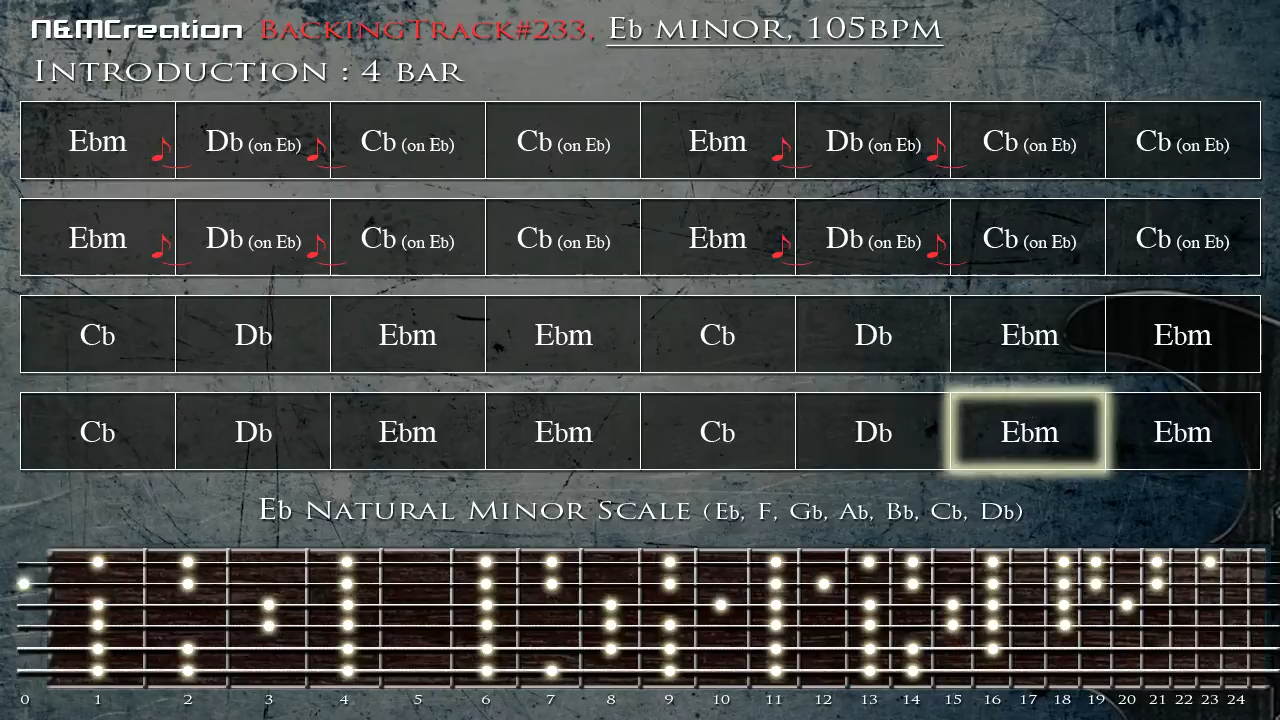 N&MCreation BackingTrack#233, Eb minor, 105bpm
Introduction : 4 bar
Ebm Db (on Eb) Cb (on Eb) Cb (on Eb) Ebm Db (on Eb) Cb (on Eb) Cb (on Eb)
Ebm Db (on Eb) Cb (on Eb) Cb (on Eb) Ebm Db (on Eb) Cb (on Eb) Cb (on Eb)
Cb Db Ebm Ebm Cb Db Ebm Ebm
Cb Db Ebm Ebm Cb Db Ebm Ebm
Eb Natural Minor Scale (Eb, F, Gb, Ab, Bb, Cb, Db)
0 1 2 3 4 5 6 7 8 9 10 11 12 13 14 15 16 17 18 19 20 21 22 23 24